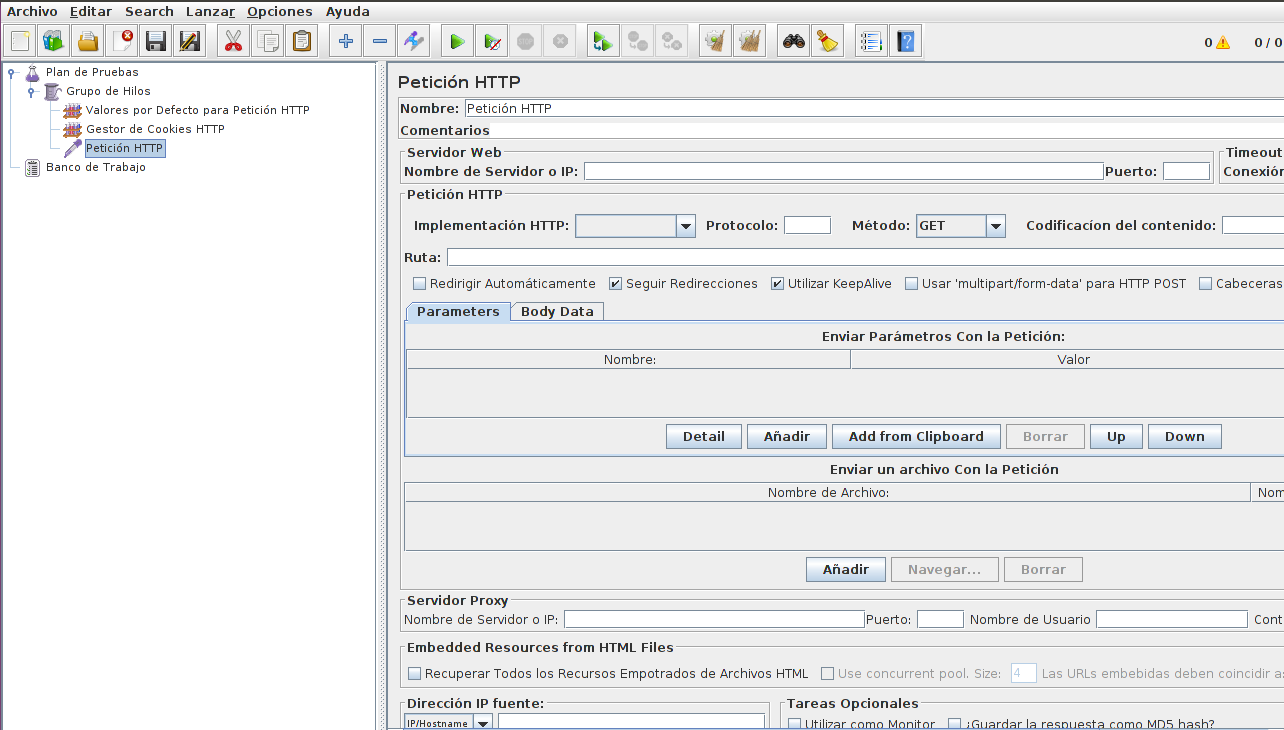 Archivo Editar Search Lanzar Opciones Ayuda
0 0 / 0
Plan de Pruebas
Grupo de Hilos
Valores por Defecto para Petición HTTP
Gestor de Cookies HTTP
Petición HTTP
Banco de Trabajo
Petición HTTP
Nombre: Petición HTTP
Comentarios
Servidor Web Timeout
Nombre de Servidor o IP: Puerto: Conexión
Petición HTTP
Implementación HTTP: Protocolo: Método: GET Codificacíon del contenido:
Ruta:
Redirigir Automáticamente Seguir Redirecciones Utilizar KeepAlive Usar 'multipart/form-data' para HTTP POST Cabeceras
Parameters Body Data
Enviar Parámetros Con la Petición:
Nombre: Valor
Detail Añadir Add from Clipboard Borrar Up Down
Enviar un archivo Con la Petición
Nombre de Archivo: Nom
Añadir Navegar... Borrar
Servidor Proxy
Nombre de Servidor o IP: Puerto: Nombre de Usuario Cont
Embedded Resources from HTML Files
Recuperar Todos los Recursos Empotrados de Archivos HTML Use concurrent pool. Size: 4 Las URLs embebidas deben coincidir a
Dirección IP fuente: Tareas Opcionales
IP/Hostname Utilizar como Monitor ¿Guardar la respuesta como MD5 hash?